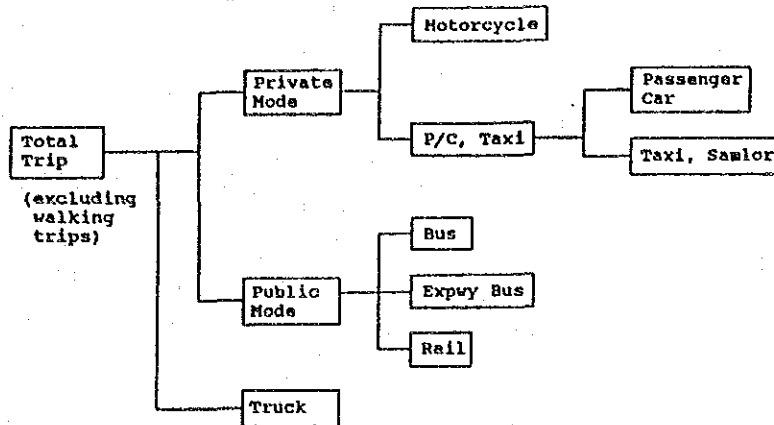 Motorcycle
Private
Mode
Passenger
Car
Total
Trip
P/C, Taxi
Taxi, Samlor
(excluding
walking
trips)
Bus
Public
Mode
Expwy Bus
Rail
Truck